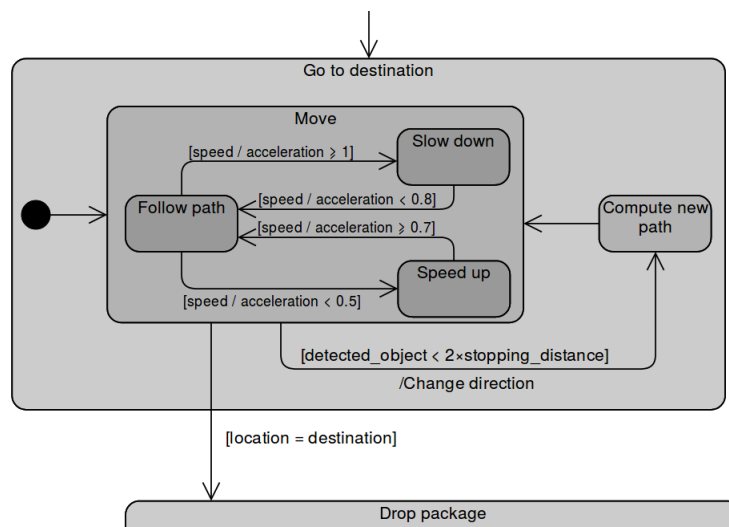 Go to destination
Move
[speed / acceleration ⩾ 1]
Slow down
[speed / acceleration < 0.8]
Follow path
Compute new
path
[speed / acceleration ⩾ 0.7]
Speed up
[speed / acceleration < 0.5]
[detected_object < 2×stopping_distance]
/Change direction
[location = destination]
Drop package